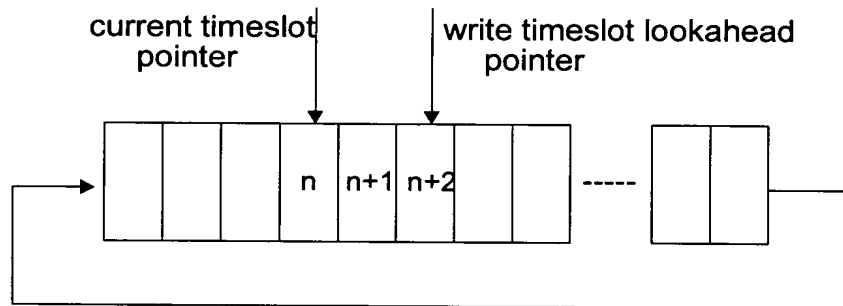 current timeslot
pointer
write timeslot lookahead
pointer
n n+1 n+2